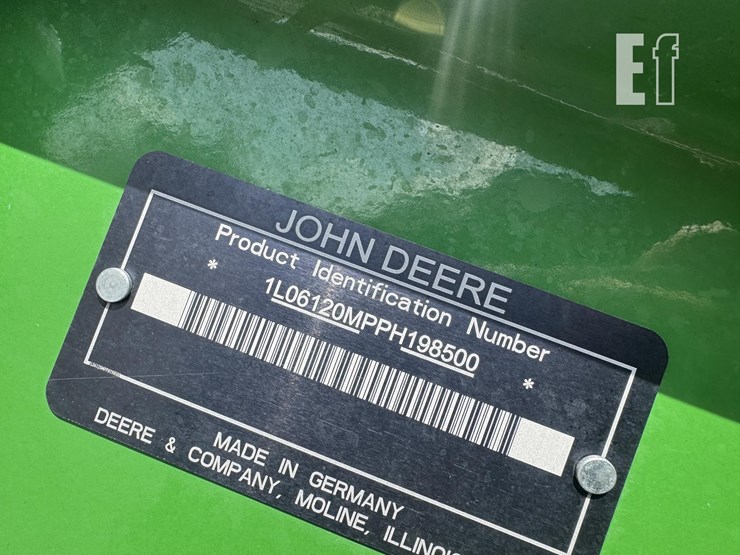 Ef
JOHN DEERE
Product Identification Number
* 1L06120MPPH198500 *
MADE IN GERMANY
DEERE & COMPANY, MOLINE, ILLINOIS